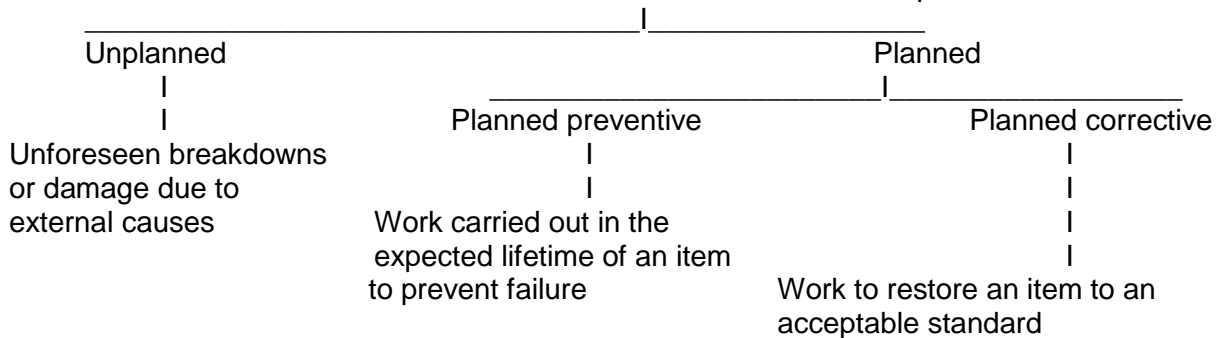 Unplanned Planned
Planned preventive Planned corrective
Unforeseen breakdowns
or damage due to
external causes
Work carried out in the
expected lifetime of an item
to prevent failure
Work to restore an item to an
acceptable standard